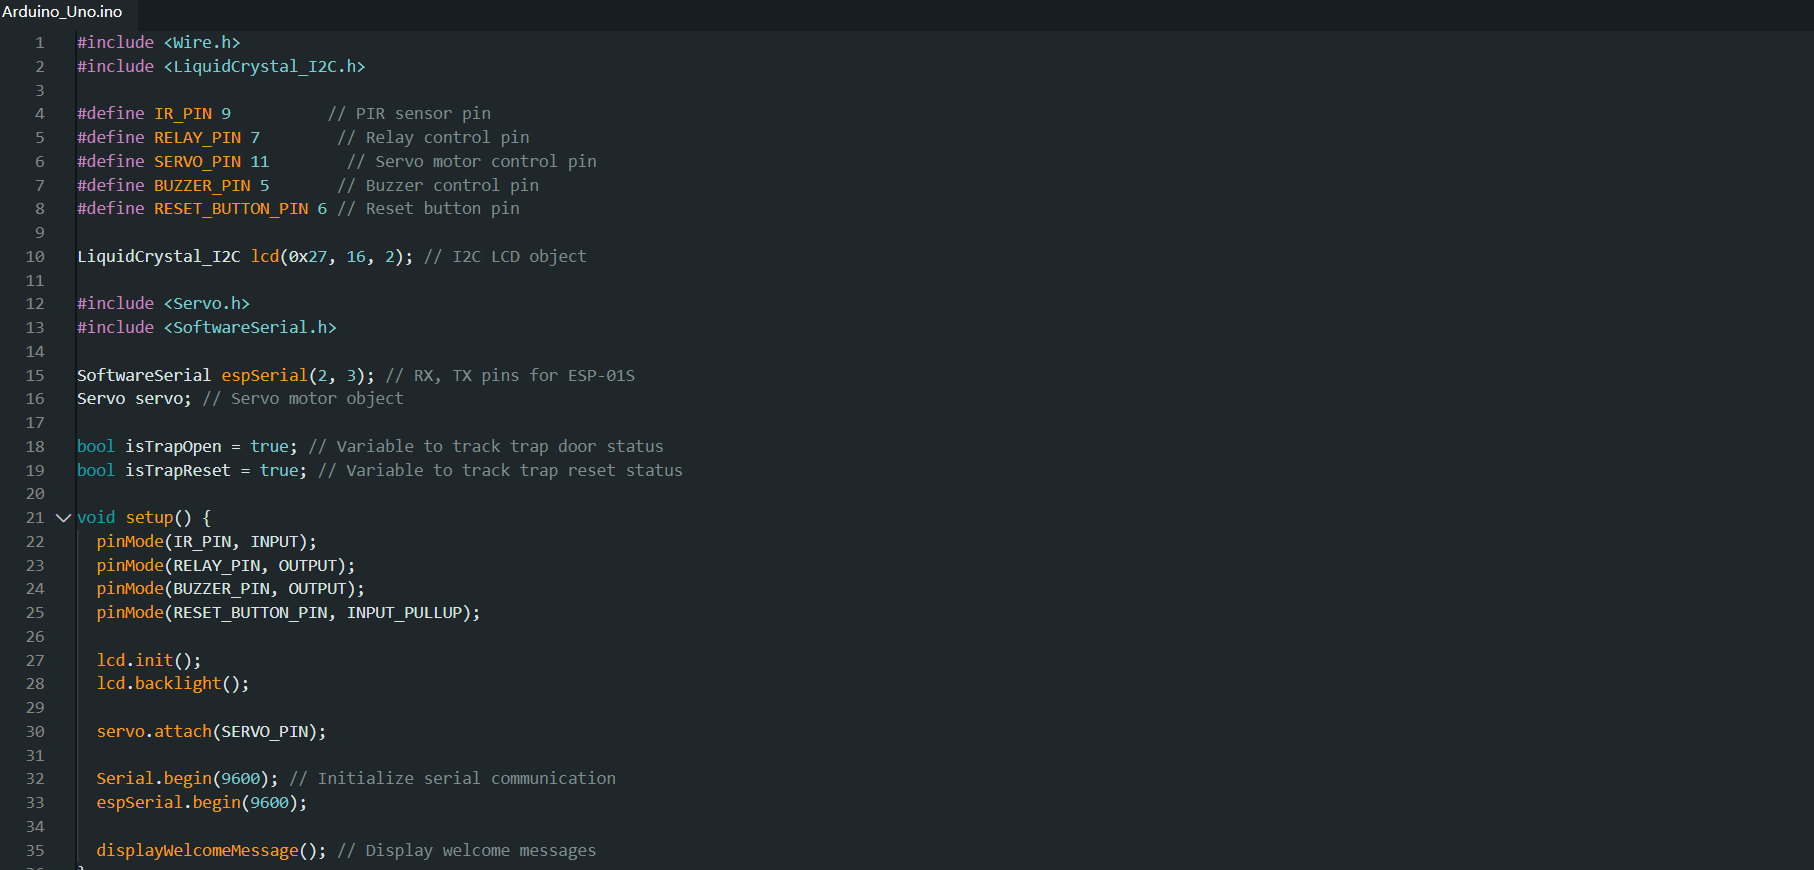 Arduino_Uno.ino
1 #include <Wire.h>
2 #include <LiquidCrystal_I2C.h>
3
4 #define IR_PIN 9          // PIR sensor pin
5 #define RELAY_PIN 7        // Relay control pin
6 #define SERVO_PIN 11        // Servo motor control pin
7 #define BUZZER_PIN 5       // Buzzer control pin
8 #define RESET_BUTTON_PIN 6 // Reset button pin
9
10 LiquidCrystal_I2C lcd(0x27, 16, 2); // I2C LCD object
11
12 #include <Servo.h>
13 #include <SoftwareSerial.h>
14
15 SoftwareSerial espSerial(2, 3); // RX, TX pins for ESP-01S
16 Servo servo; // Servo motor object
17
18 bool isTrapOpen = true; // Variable to track trap door status
19 bool isTrapReset = true; // Variable to track trap reset status
20
21 void setup() {
22   pinMode(IR_PIN, INPUT);
23   pinMode(RELAY_PIN, OUTPUT);
24   pinMode(BUZZER_PIN, OUTPUT);
25   pinMode(RESET_BUTTON_PIN, INPUT_PULLUP);
26
27   lcd.init();
28   lcd.backlight();
29
30   servo.attach(SERVO_PIN);
31
32   Serial.begin(9600); // Initialize serial communication
33   espSerial.begin(9600);
34
35   displayWelcomeMessage(); // Display welcome messages